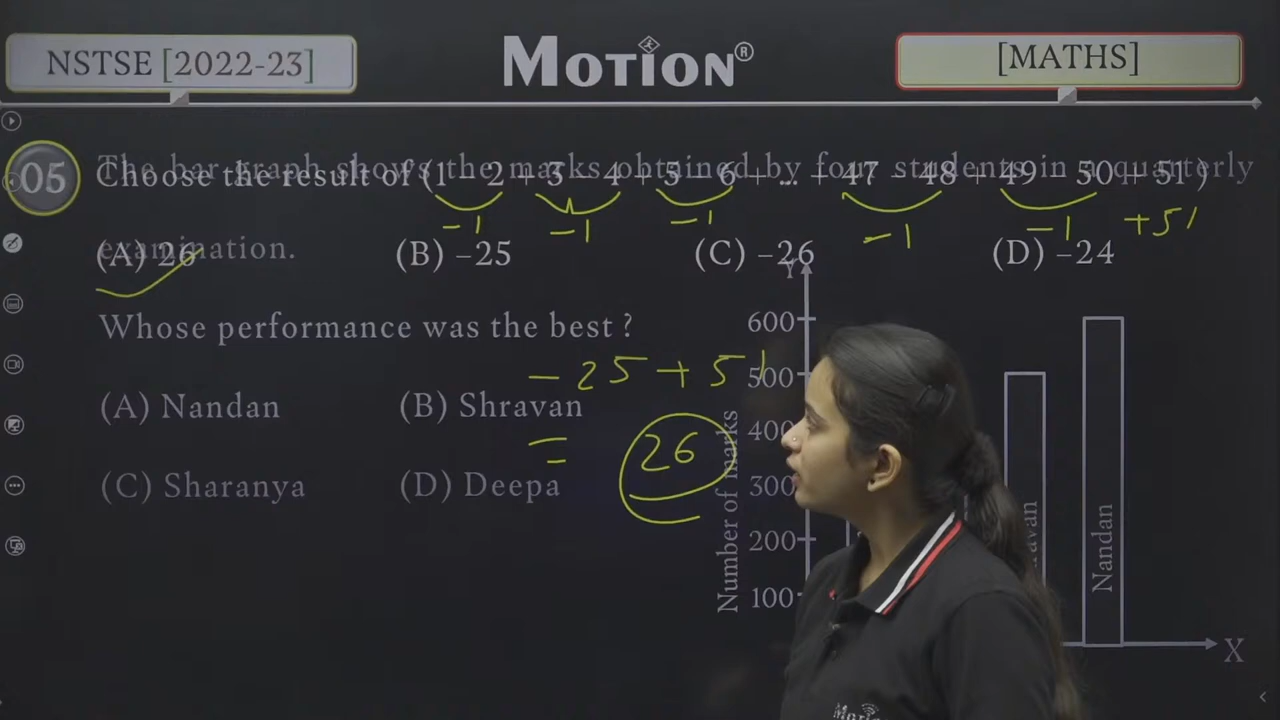 NSTSE [2022-23]
MOTION®
[MATHS]
05
Choose the result of (1 – 2 + 3 – 4 + 5 – 6 + ... + 47 – 48 + 49 – 50 + 51)
The bar graph shows the marks obtained by four students in a quarterly
-1 -1 -1 -1 -1 +51
(A) 26 (B) –25 (C) –26 (D) –24
examination.
Whose performance was the best ?
-25+51
(A) Nandan (B) Shravan
= 26
(C) Sharanya (D) Deepa
Y
600
500
400
300
200
100
Number of marks
Nandan
X